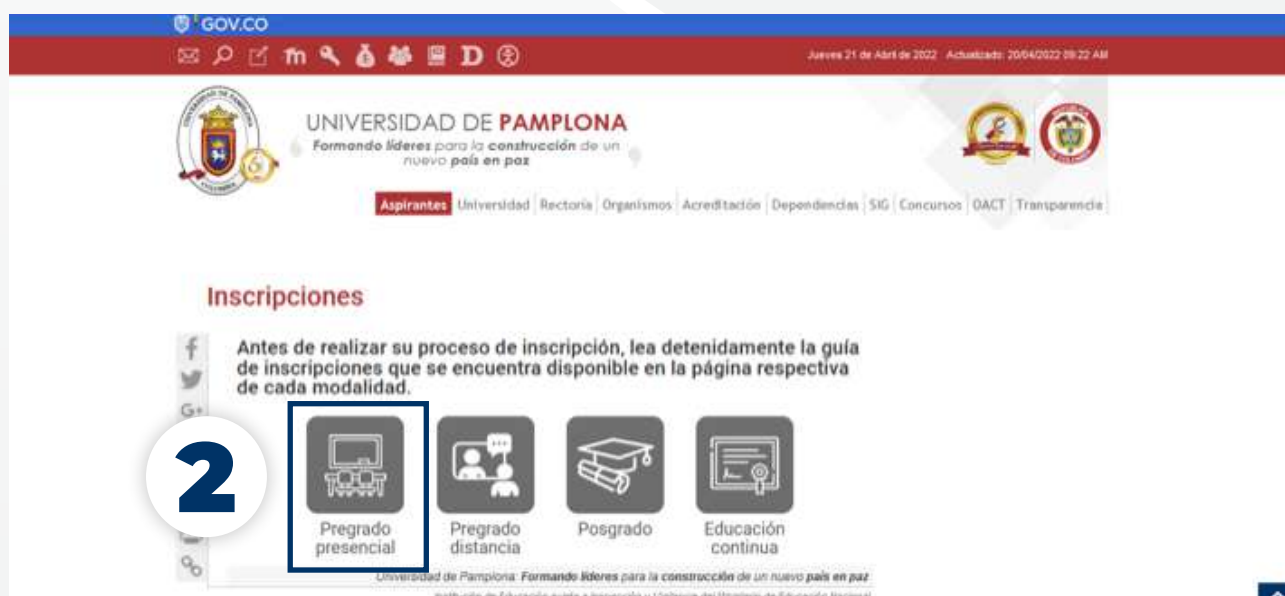 GOV.CO
Jueves 21 de Abril de 2022 Actualizado: 20/04/2022 09:22 AM
UNIVERSIDAD DE PAMPLONA
Formando líderes para la construcción de un
nuevo país en paz
Aspirantes Universidad Rectoría Organismos Acreditación Dependencias SIG Concursos OACT Transparencia
Inscripciones
Antes de realizar su proceso de inscripción, lea detenidamente la guía
de inscripciones que se encuentra disponible en la página respectiva
de cada modalidad.
G+
2
Pregrado
presencial
Pregrado
distancia
Posgrado
Educación
continua
Universidad de Pamplona: Formando líderes para la construcción de un nuevo país en paz